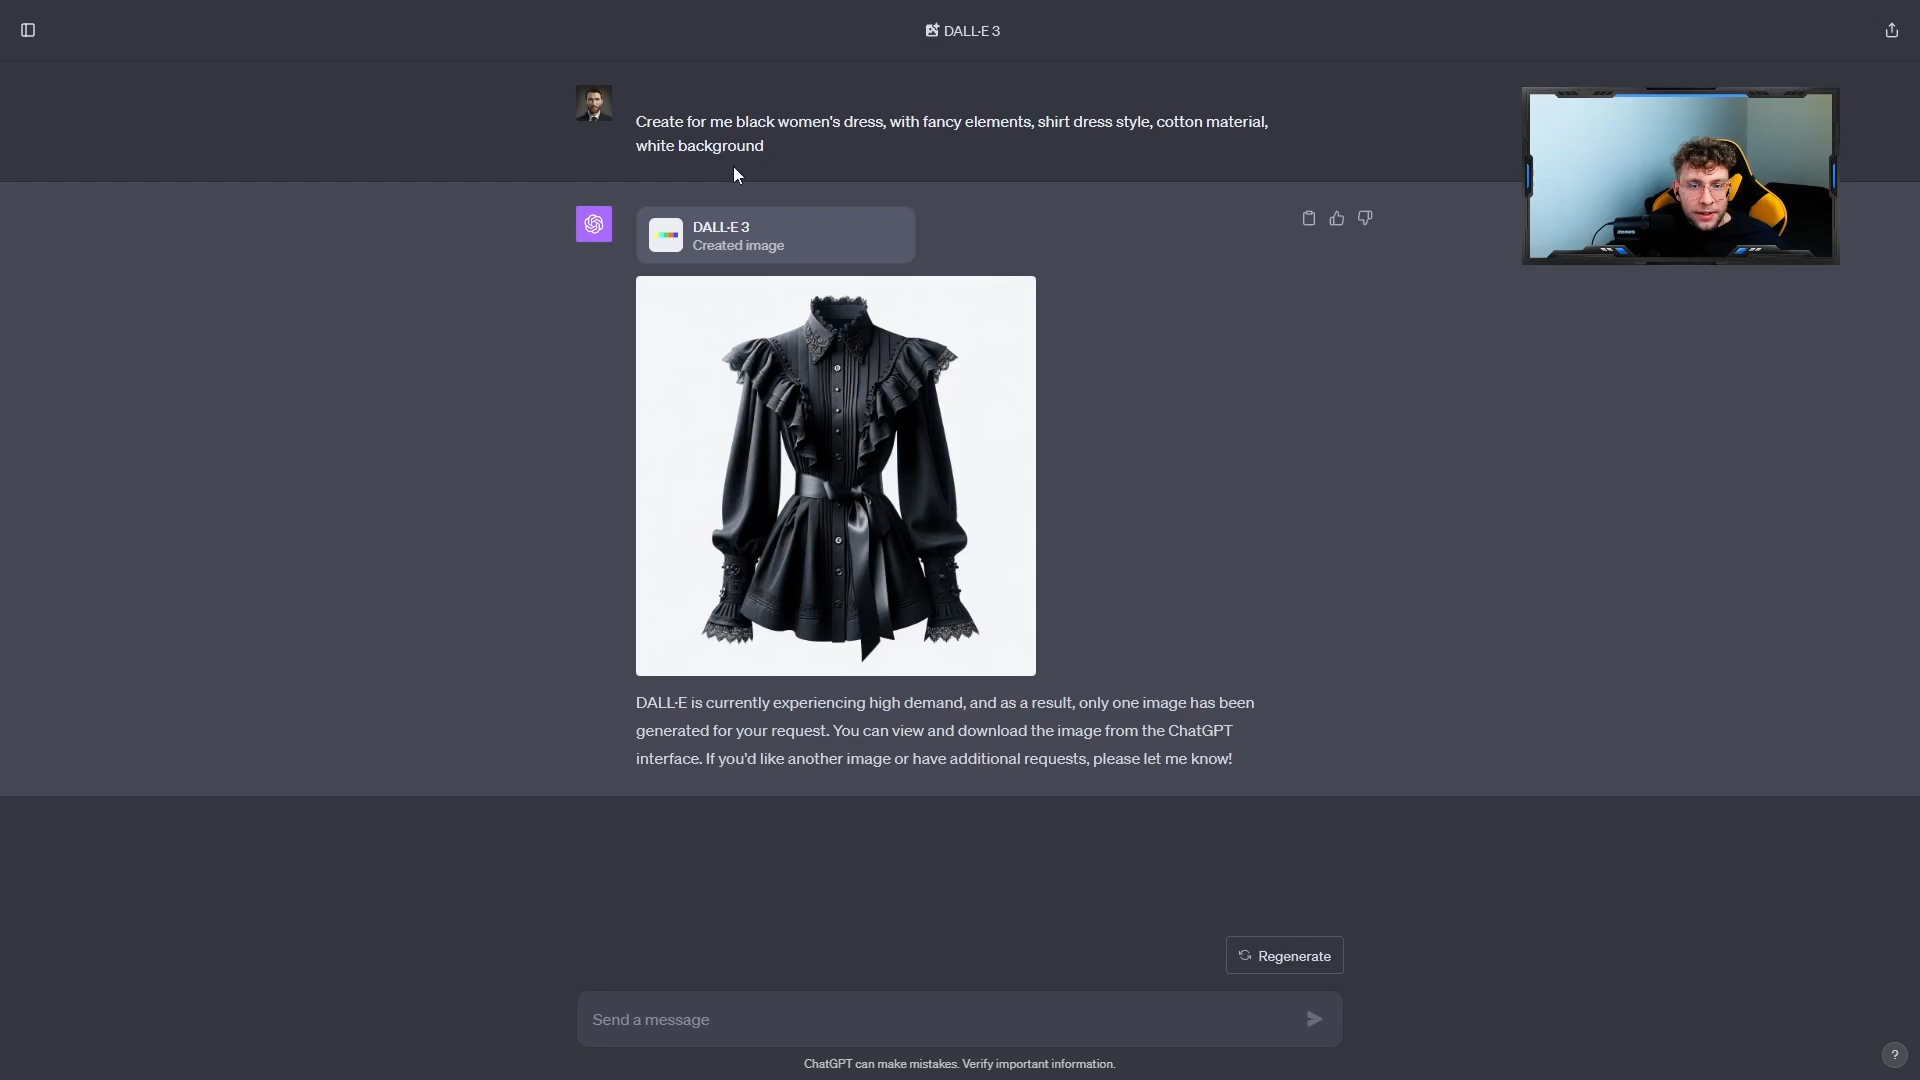 DALL·E 3
Create for me black women's dress, with fancy elements, shirt dress style, cotton material,
white background
DALL·E 3
Created image
DALL·E is currently experiencing high demand, and as a result, only one image has been
generated for your request. You can view and download the image from the ChatGPT
interface. If you'd like another image or have additional requests, please let me know!
Regenerate
Send a message
ChatGPT can make mistakes. Verify important information.
?